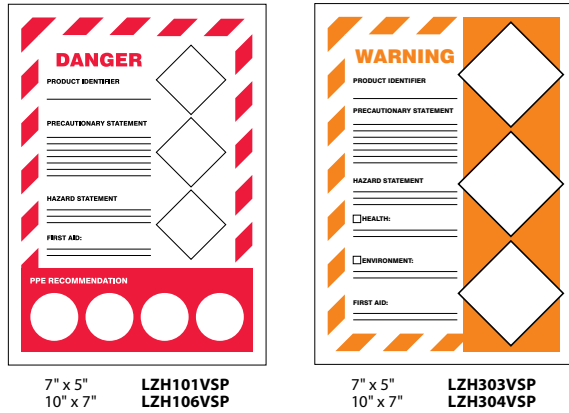 DANGER
PRODUCT IDENTIFIER
PRECAUTIONARY STATEMENT
HAZARD STATEMENT
FIRST AID:
PPE RECOMMENDATION
7" x 5" LZH101VSP
10" x 7" LZH106VSP
WARNING
PRODUCT IDENTIFIER
PRECAUTIONARY STATEMENT
HAZARD STATEMENT
HEALTH:
ENVIRONMENT:
FIRST AID:
7" x 5" LZH303VSP
10" x 7" LZH304VSP